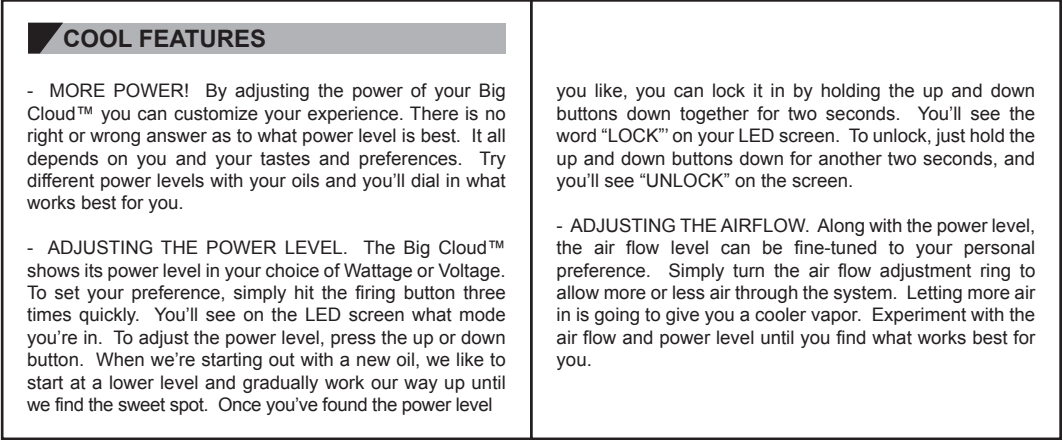 COOL FEATURES
- MORE POWER! By adjusting the power of your Big
Cloud™ you can customize your experience. There is no
right or wrong answer as to what power level is best. It all
depends on you and your tastes and preferences. Try
different power levels with your oils and you’ll dial in what
works best for you.
- ADJUSTING THE POWER LEVEL. The Big Cloud™
shows its power level in your choice of Wattage or Voltage.
To set your preference, simply hit the firing button three
times quickly. You’ll see on the LED screen what mode
you’re in. To adjust the power level, press the up or down
button. When we’re starting out with a new oil, we like to
start at a lower level and gradually work our way up until
we find the sweet spot. Once you’ve found the power level
you like, you can lock it in by holding the up and down
buttons down together for two seconds. You’ll see the
word “LOCK”’ on your LED screen. To unlock, just hold the
up and down buttons down for another two seconds, and
you’ll see “UNLOCK” on the screen.
- ADJUSTING THE AIRFLOW. Along with the power level,
the air flow level can be fine-tuned to your personal
preference. Simply turn the air flow adjustment ring to
allow more or less air through the system. Letting more air
in is going to give you a cooler vapor. Experiment with the
air flow and power level until you find what works best for
you.